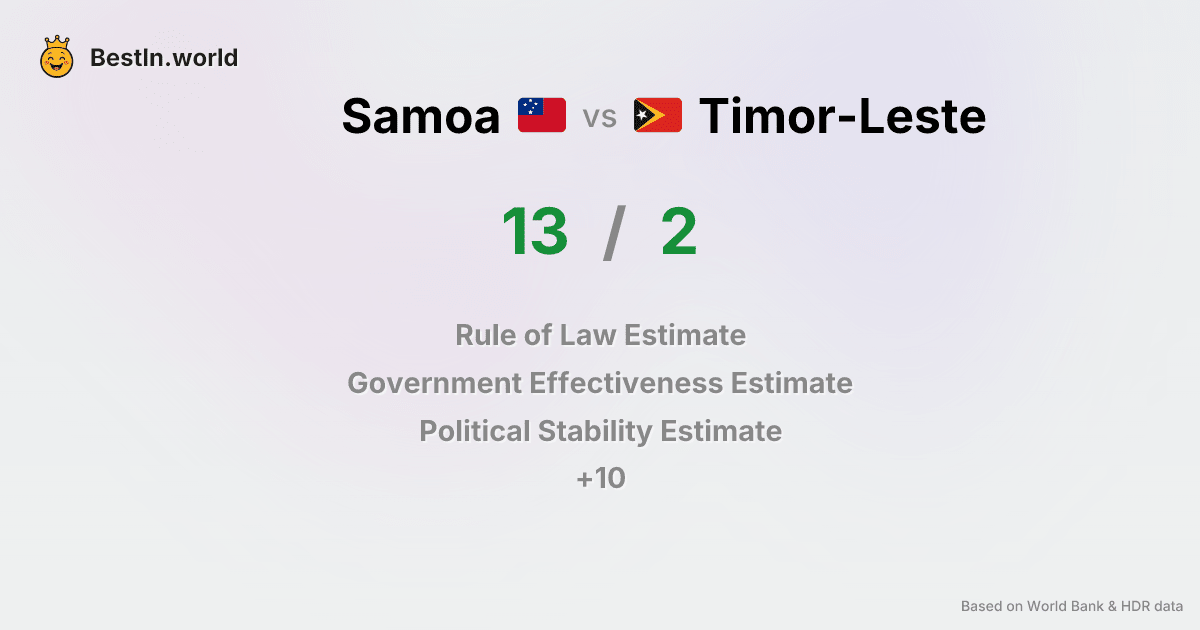 BestIn.world
Samoa vs Timor-Leste
13 / 2
Rule of Law Estimate
Government Effectiveness Estimate
Political Stability Estimate
+10
Based on World Bank & HDR data